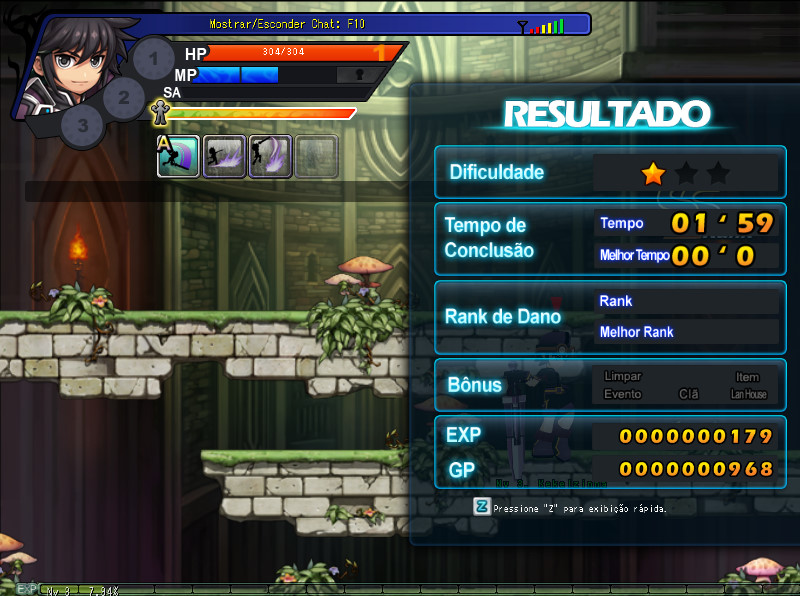 Mostrar/Esconder Chat: F10
HP 304/304 1
MP
SA
1
2
3
A
RESULTADO
Dificuldade
Tempo de Conclusão
Tempo 01 ' 59
Melhor Tempo 00 ' 0
Rank de Dano
Rank
Melhor Rank
Bônus
Limpar Item
Evento Clã Lan House
EXP 0000000179
GP 0000000968
Z Pressione "Z" para exibição rápida.
EXP Nv 3 7.94%